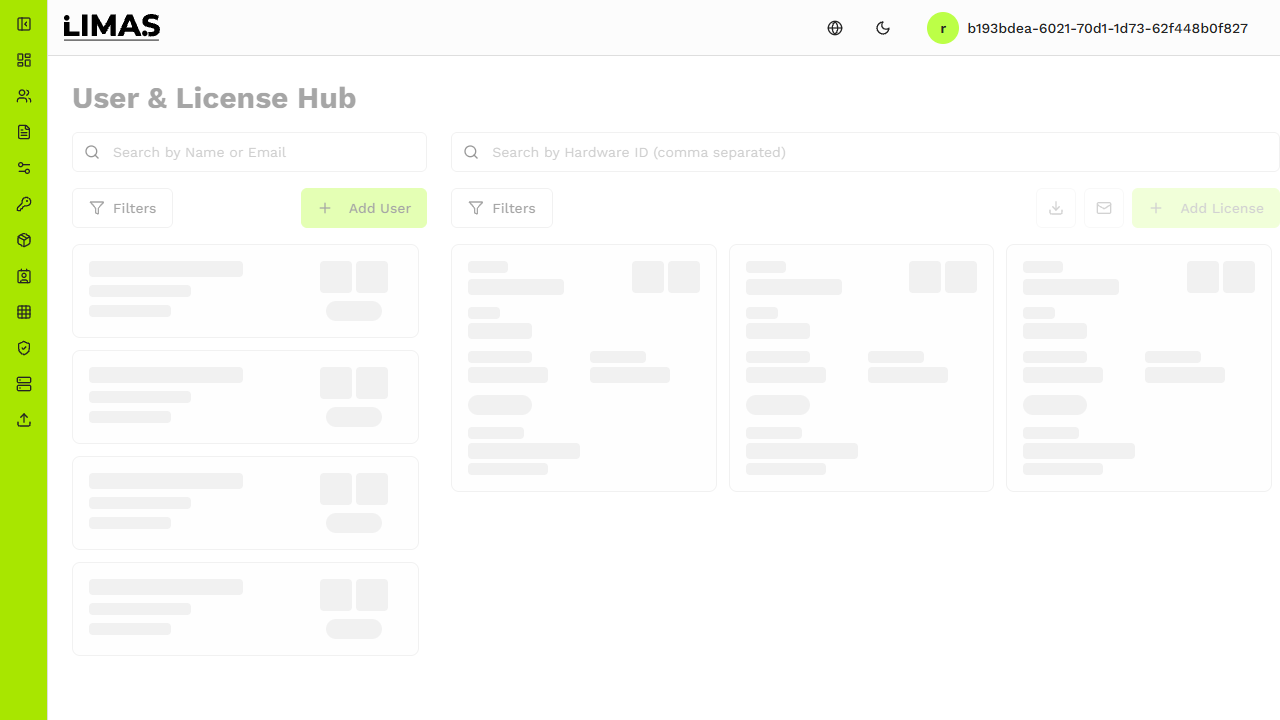 LIMAS
r
b193bdea-6021-70d1-1d73-62f448b0f827
User & License Hub
Search by Name or Email
Search by Hardware ID (comma separated)
Filters
Add User
Filters
Add License